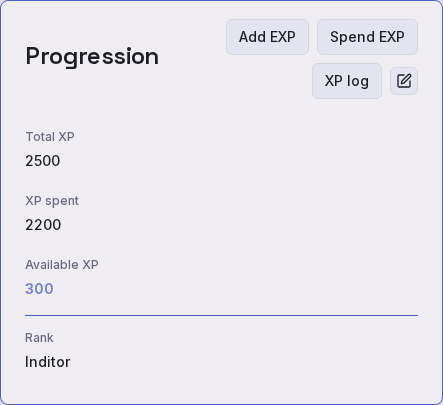 Progression
Add EXP
Spend EXP
XP log
Total XP
2500
XP spent
2200
Available XP
300
Rank
Inditor